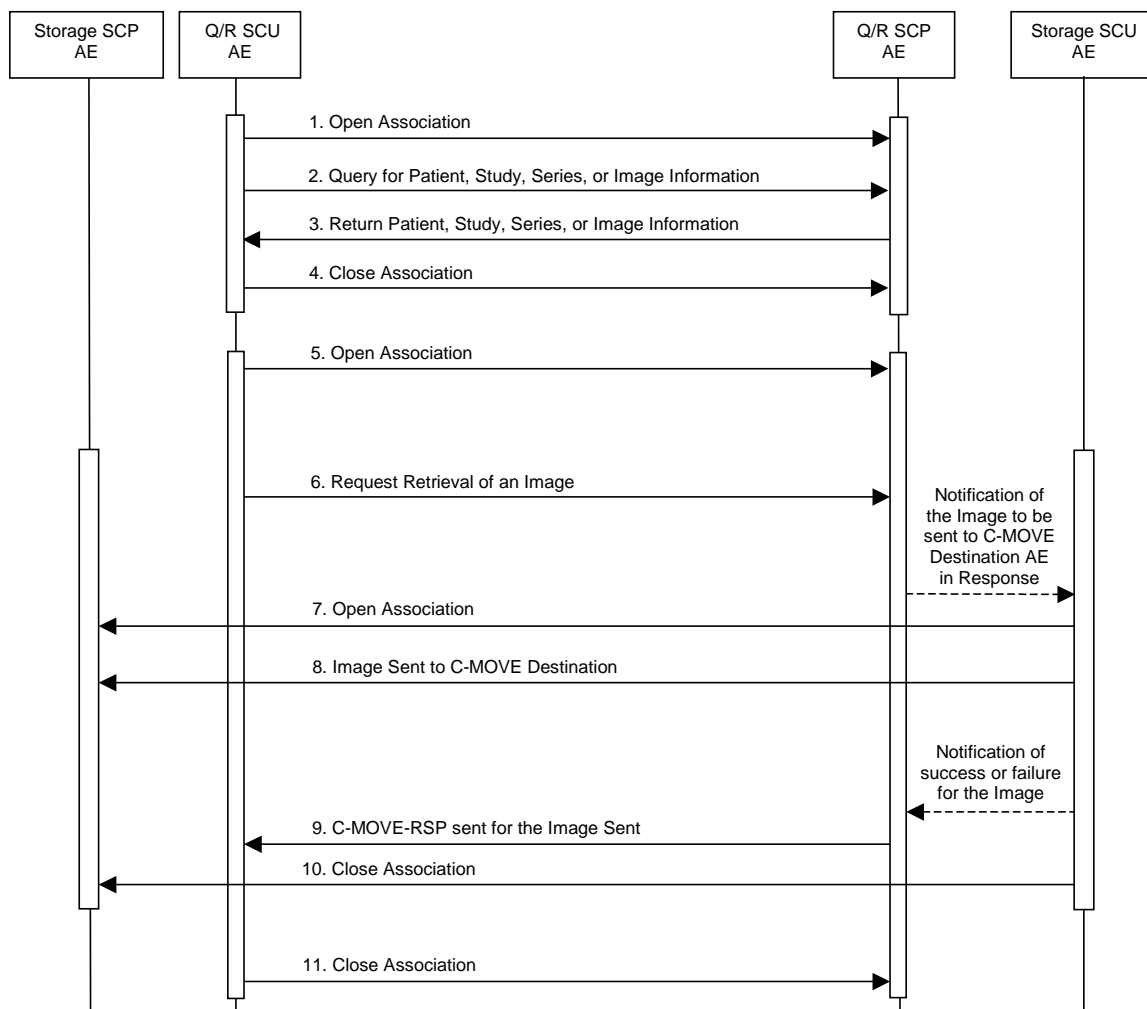 Storage SCP
AE
Q/R SCU
AE
Q/R SCP
AE
Storage SCU
AE
1. Open Association
2. Query for Patient, Study, Series, or Image Information
3. Return Patient, Study, Series, or Image Information
4. Close Association
5. Open Association
6. Request Retrieval of an Image
Notification of
the Image to be
sent to C-MOVE
Destination AE
in Response
7. Open Association
8. Image Sent to C-MOVE Destination
Notification of
success or failure
for the Image
9. C-MOVE-RSP sent for the Image Sent
10. Close Association
11. Close Association